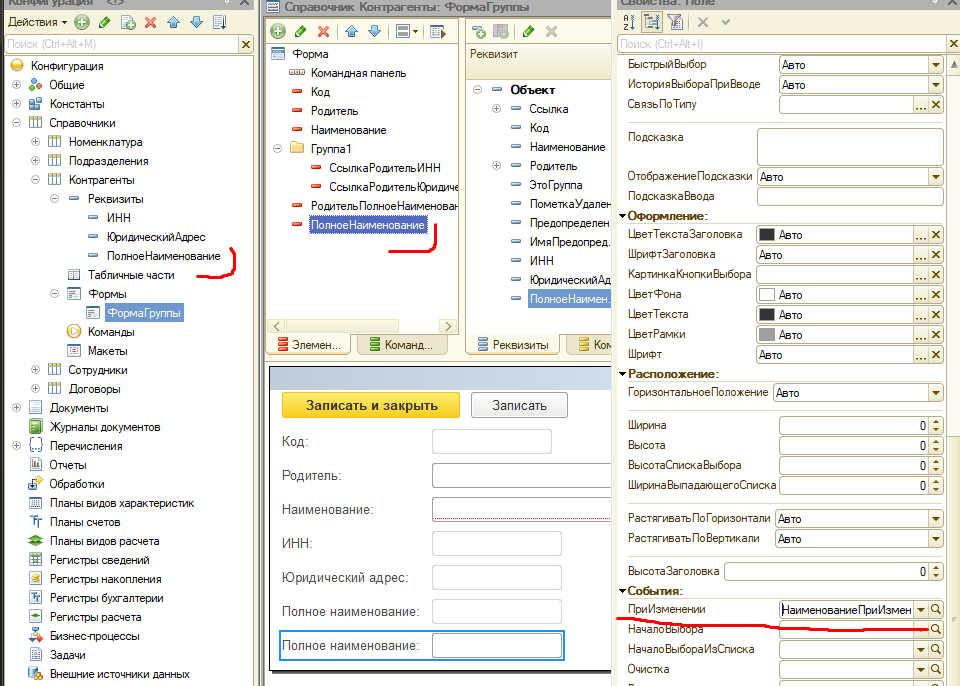 Конфигурация
Действия
Поиск (Ctrl+Alt+M)
Конфигурация
Общие
Константы
Справочники
Номенклатура
Подразделения
Контрагенты
Реквизиты
ИНН
ЮридическийАдрес
ПолноеНаименование
Табличные части
Формы
ФормаГруппы
Команды
Макеты
Сотрудники
Договоры
Документы
Журналы документов
Перечисления
Отчеты
Обработки
Планы видов характеристик
Планы счетов
Планы видов расчета
Регистры сведений
Регистры накопления
Регистры бухгалтерии
Регистры расчета
Бизнес-процессы
Задачи
Внешние источники данных
Справочник Контрагенты: ФормаГруппы
Форма
Командная панель
Код
Родитель
Наименование
Группа1
СсылкаРодительИНН
СсылкаРодительЮридиче
РодительПолноеНаименован
ПолноеНаименование
Элемен...
Команд...
Реквизит
Объект
Ссылка
Код
Наименование
Родитель
ЭтоГруппа
ПометкаУдален
Предопределен
ИмяПредопред
ИНН
ЮридическийАд
ПолноеНаимен.
Реквизиты
Ком
Записать и закрыть
Записать
Код:
Родитель:
Наименование:
ИНН:
Юридический адрес:
Полное наименование:
Полное наименование:
Свойства: Поле
Поиск (Ctrl+Alt+I)
БыстрыйВыбор Авто
ИсторияВыбораПриВводе Авто
СвязьПоТипу
Подсказка
ОтображениеПодсказки Авто
ПодсказкаВвода
Оформление:
ЦветТекстаЗаголовка Авто
ШрифтЗаголовка Авто
КартинкаКнопкиВыбора
ЦветФона Авто
ЦветТекста Авто
ЦветРамки Авто
Шрифт Авто
Расположение:
ГоризонтальноеПоложение Авто
Ширина 0
Высота 0
ВысотаСпискаВыбора 0
ШиринаВыпадающегоСписка 0
РастягиватьПоГоризонтали Авто
РастягиватьПоВертикали Авто
ВысотаЗаголовка 0
События:
ПриИзменении НаименованиеПриИзмен
НачалоВыбора
НачалоВыбораИзСписка
Очистка